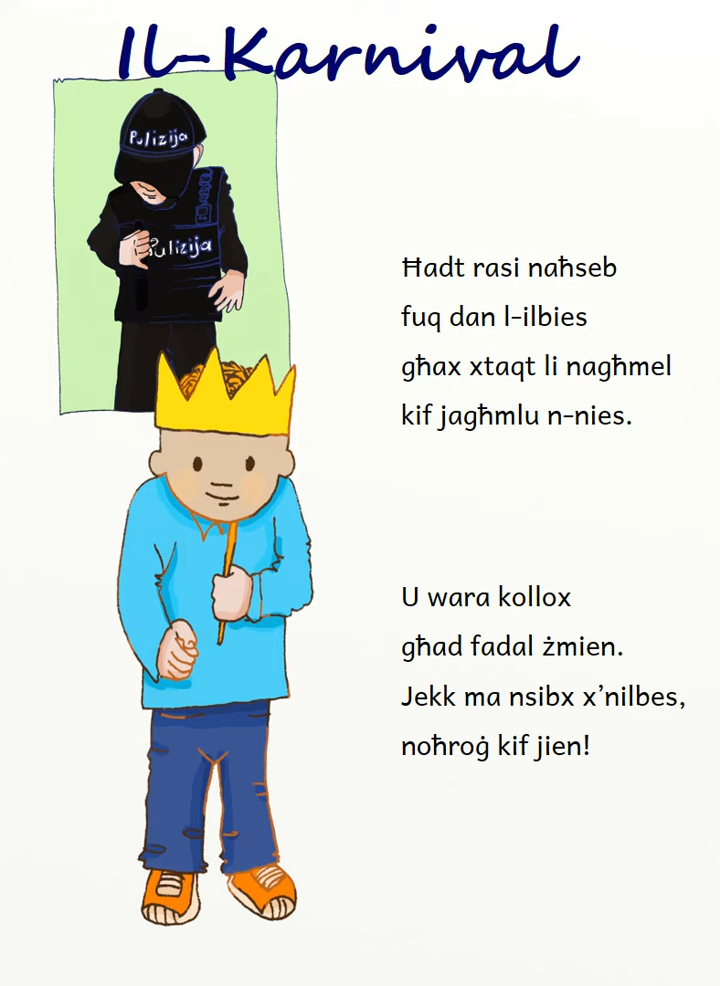 Il-Karnival
Pulizija
Pulizija
Ħadt rasi naħseb
fuq dan l-ilbies
għax xtaqt li nagħmel
kif jagħmlu n-nies.
U wara kollox
għad fadal żmien.
Jekk ma nsibx x’nilbes,
noħroġ kif jien!